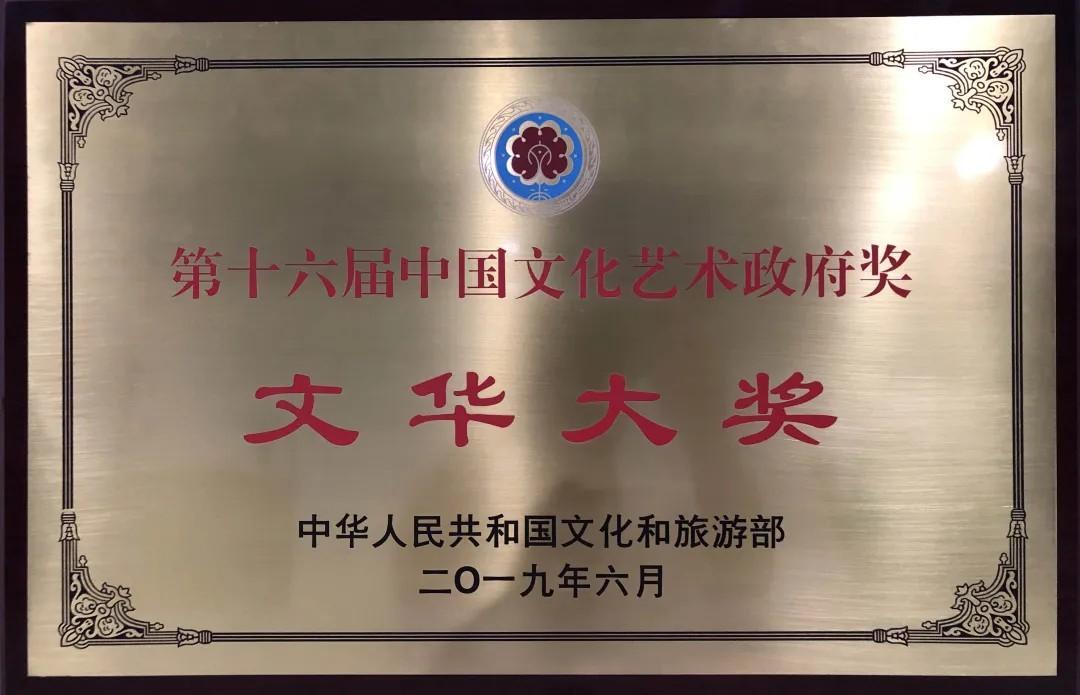 第十六届中国文化艺术政府奖
文华大奖
中华人民共和国文化和旅游部
二〇一九年六月